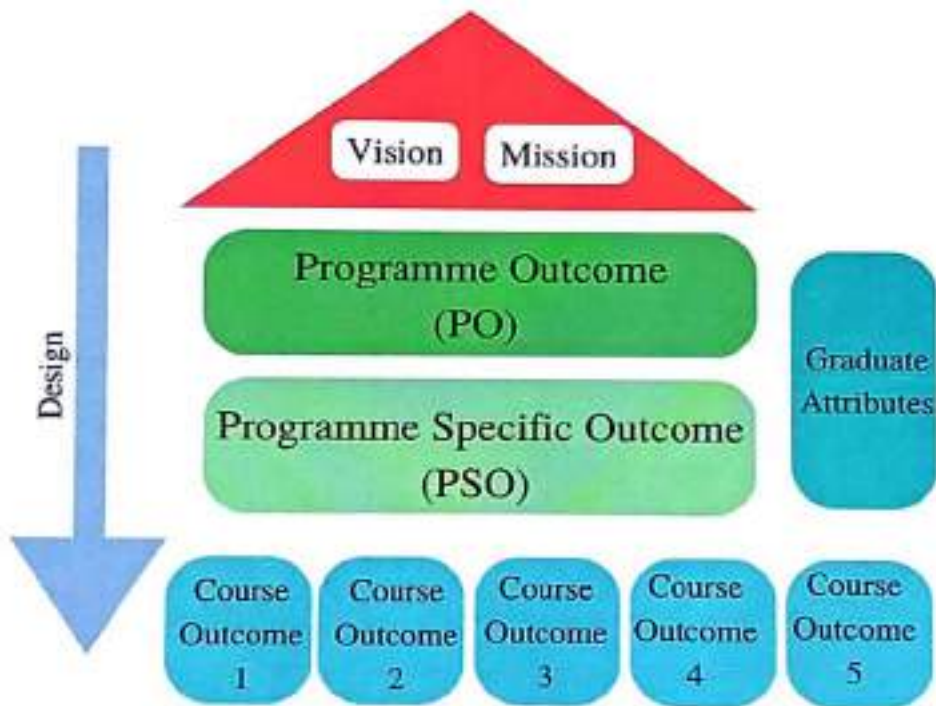 Vision
Mission
Programme Outcome
(PO)
Design
Graduate
Attributes
Programme Specific Outcome
(PSO)
Course
Outcome
1
Course
Outcome
2
Course
Outcome
3
Course
Outcome
4
Course
Outcome
5